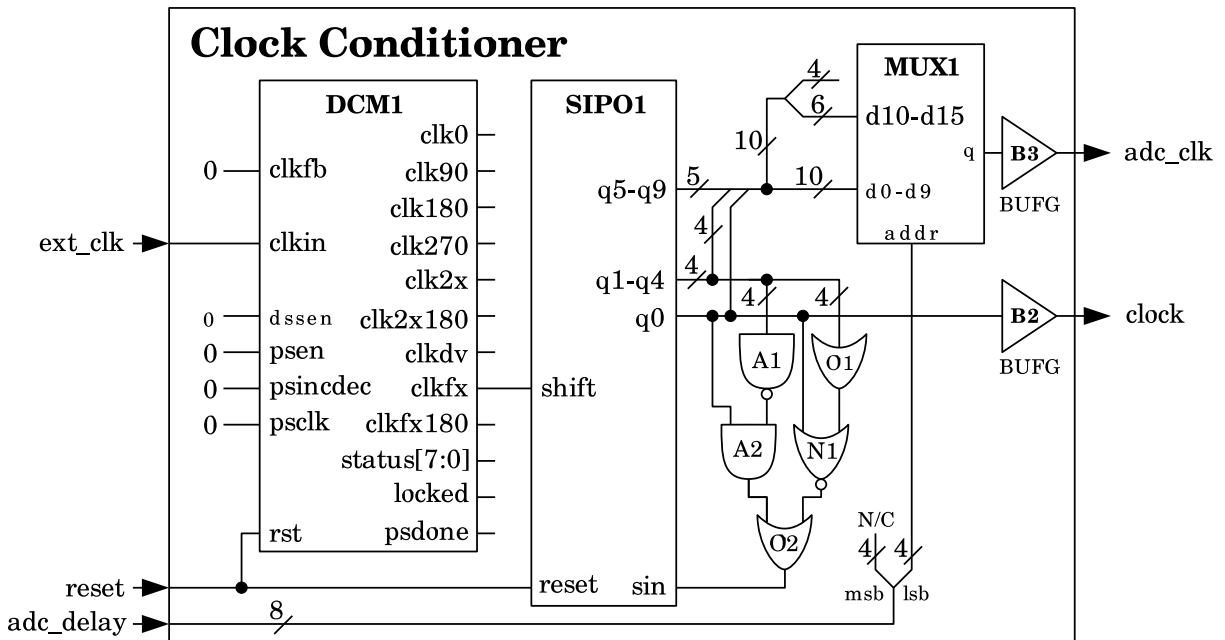 Clock Conditioner
DCM1
clkfb
clkin
dssen
psen
psincdec
psclk
rst
clk0
clk90
clk180
clk270
clk2x
clk2x180
clkdv
clkfx
clkfx180
status[7:0]
locked
psdone
0
0
0
0
0
ext_clk
reset
adc_delay
8
SIPO1
shift
reset
q5-q9
q1-q4
q0
sin
5
4
4
10
10
4
6
4
4
A1
O1
A2
N1
O2
MUX1
d10-d15
q
d0-d9
addr
N/C
4
4
msb
lsb
B3
BUFG
adc_clk
B2
BUFG
clock